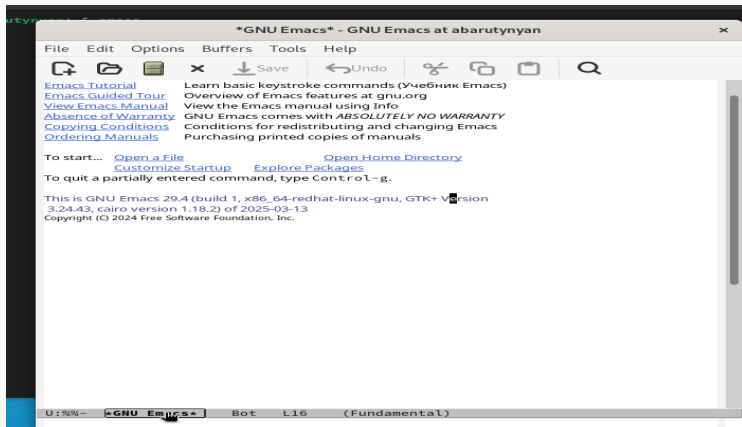 *GNU Emacs* - GNU Emacs at abarutynyan ×
File Edit Options Buffers Tools Help
Save Undo
Emacs Tutorial Learn basic keystroke commands (Учебник Emacs)
Emacs Guided Tour Overview of Emacs features at gnu.org
View Emacs Manual View the Emacs manual using Info
Absence of Warranty GNU Emacs comes with ABSOLUTELY NO WARRANTY
Copying Conditions Conditions for redistributing and changing Emacs
Ordering Manuals Purchasing printed copies of manuals
To start... Open a File Open Home Directory
Customize Startup Explore Packages
To quit a partially entered command, type Control-g.
This is GNU Emacs 29.4 (build 1, x86_64-redhat-linux-gnu, GTK+ Version
3.24.43, cairo version 1.18.2) of 2025-03-13
Copyright (C) 2024 Free Software Foundation, Inc.
U:%%- *GNU Emacs* Bot L16 (Fundamental)